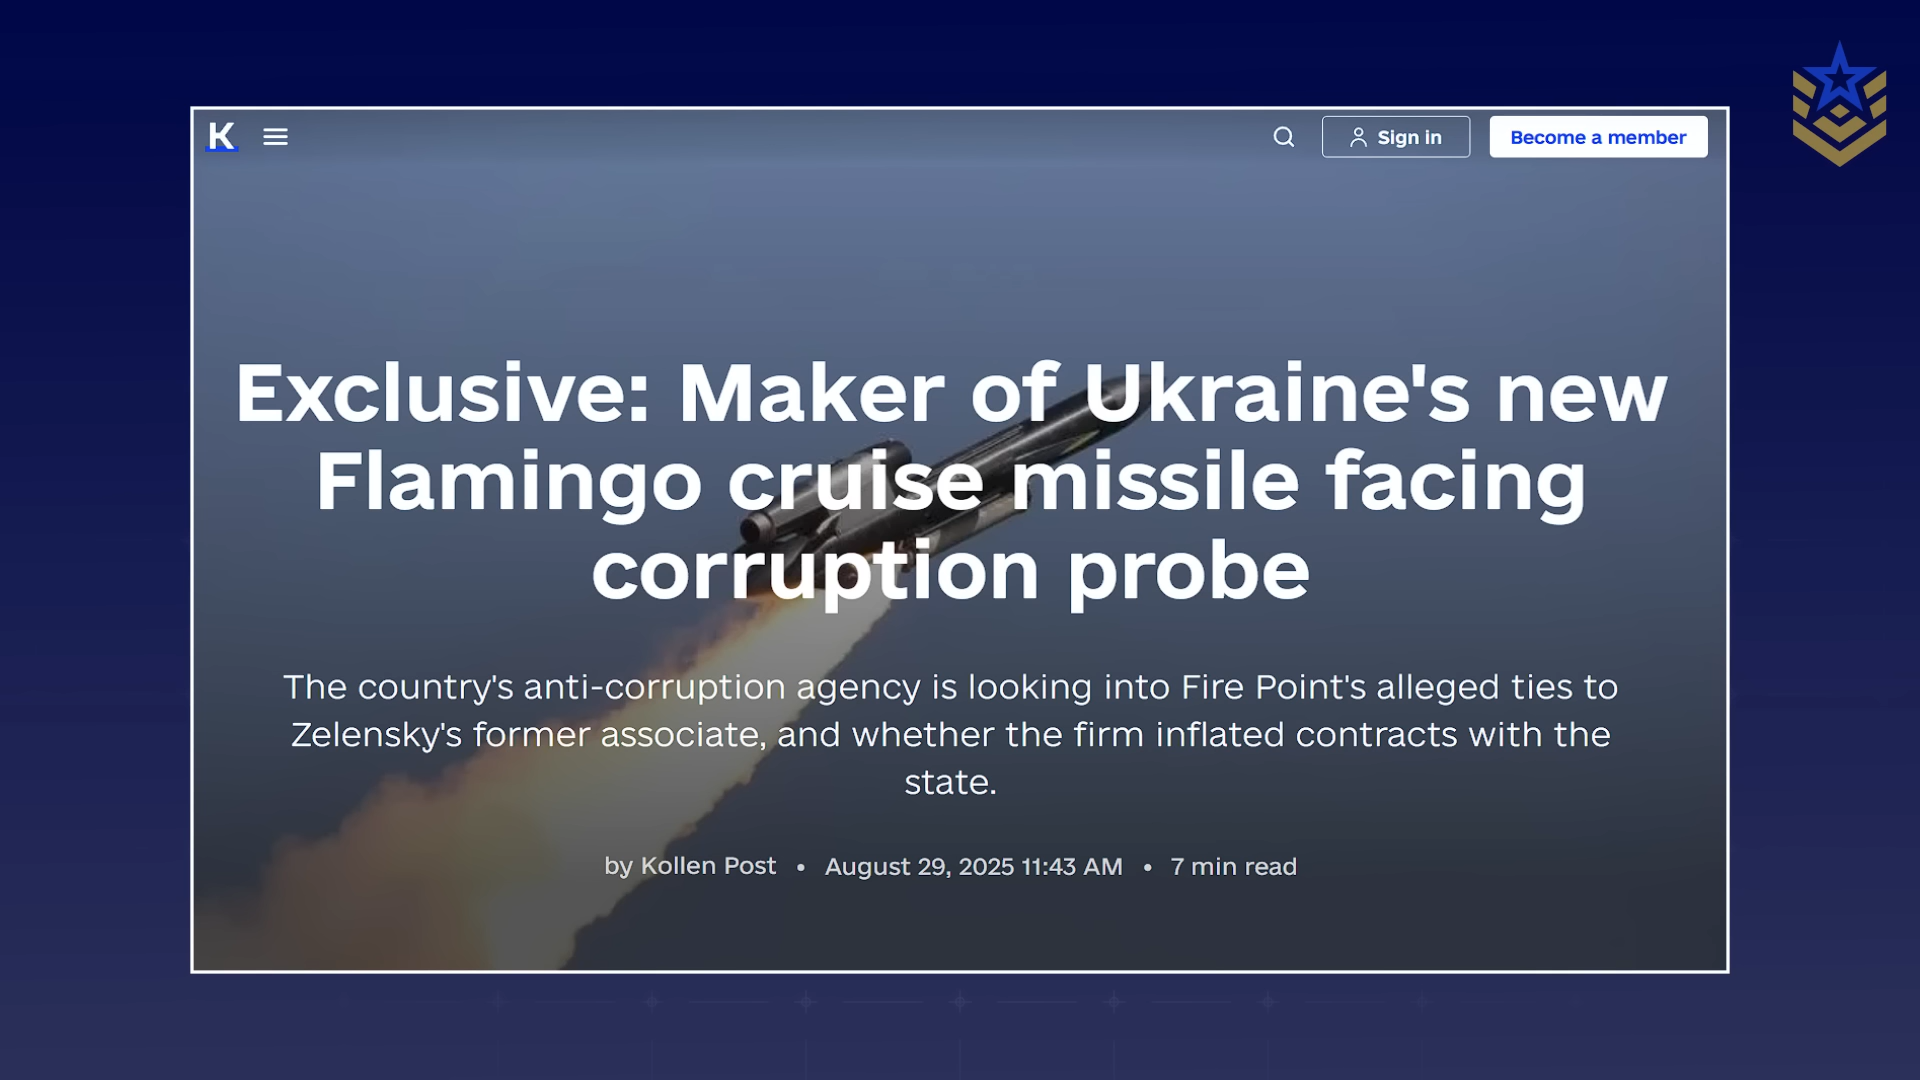 K
Sign in
Become a member
Exclusive: Maker of Ukraine's new
Flamingo cruise missile facing
corruption probe
The country's anti-corruption agency is looking into Fire Point's alleged ties to
Zelensky's former associate, and whether the firm inflated contracts with the
state.
by Kollen Post • August 29, 2025 11:43 AM • 7 min read